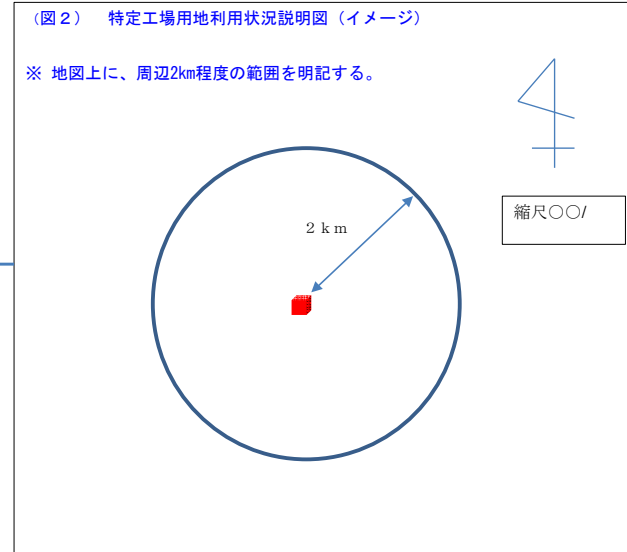 （図２）　特定工場用地利用状況説明図（イメージ）
※ 地図上に、周辺2km程度の範囲を明記する。
縮尺〇〇/
２ｋｍ